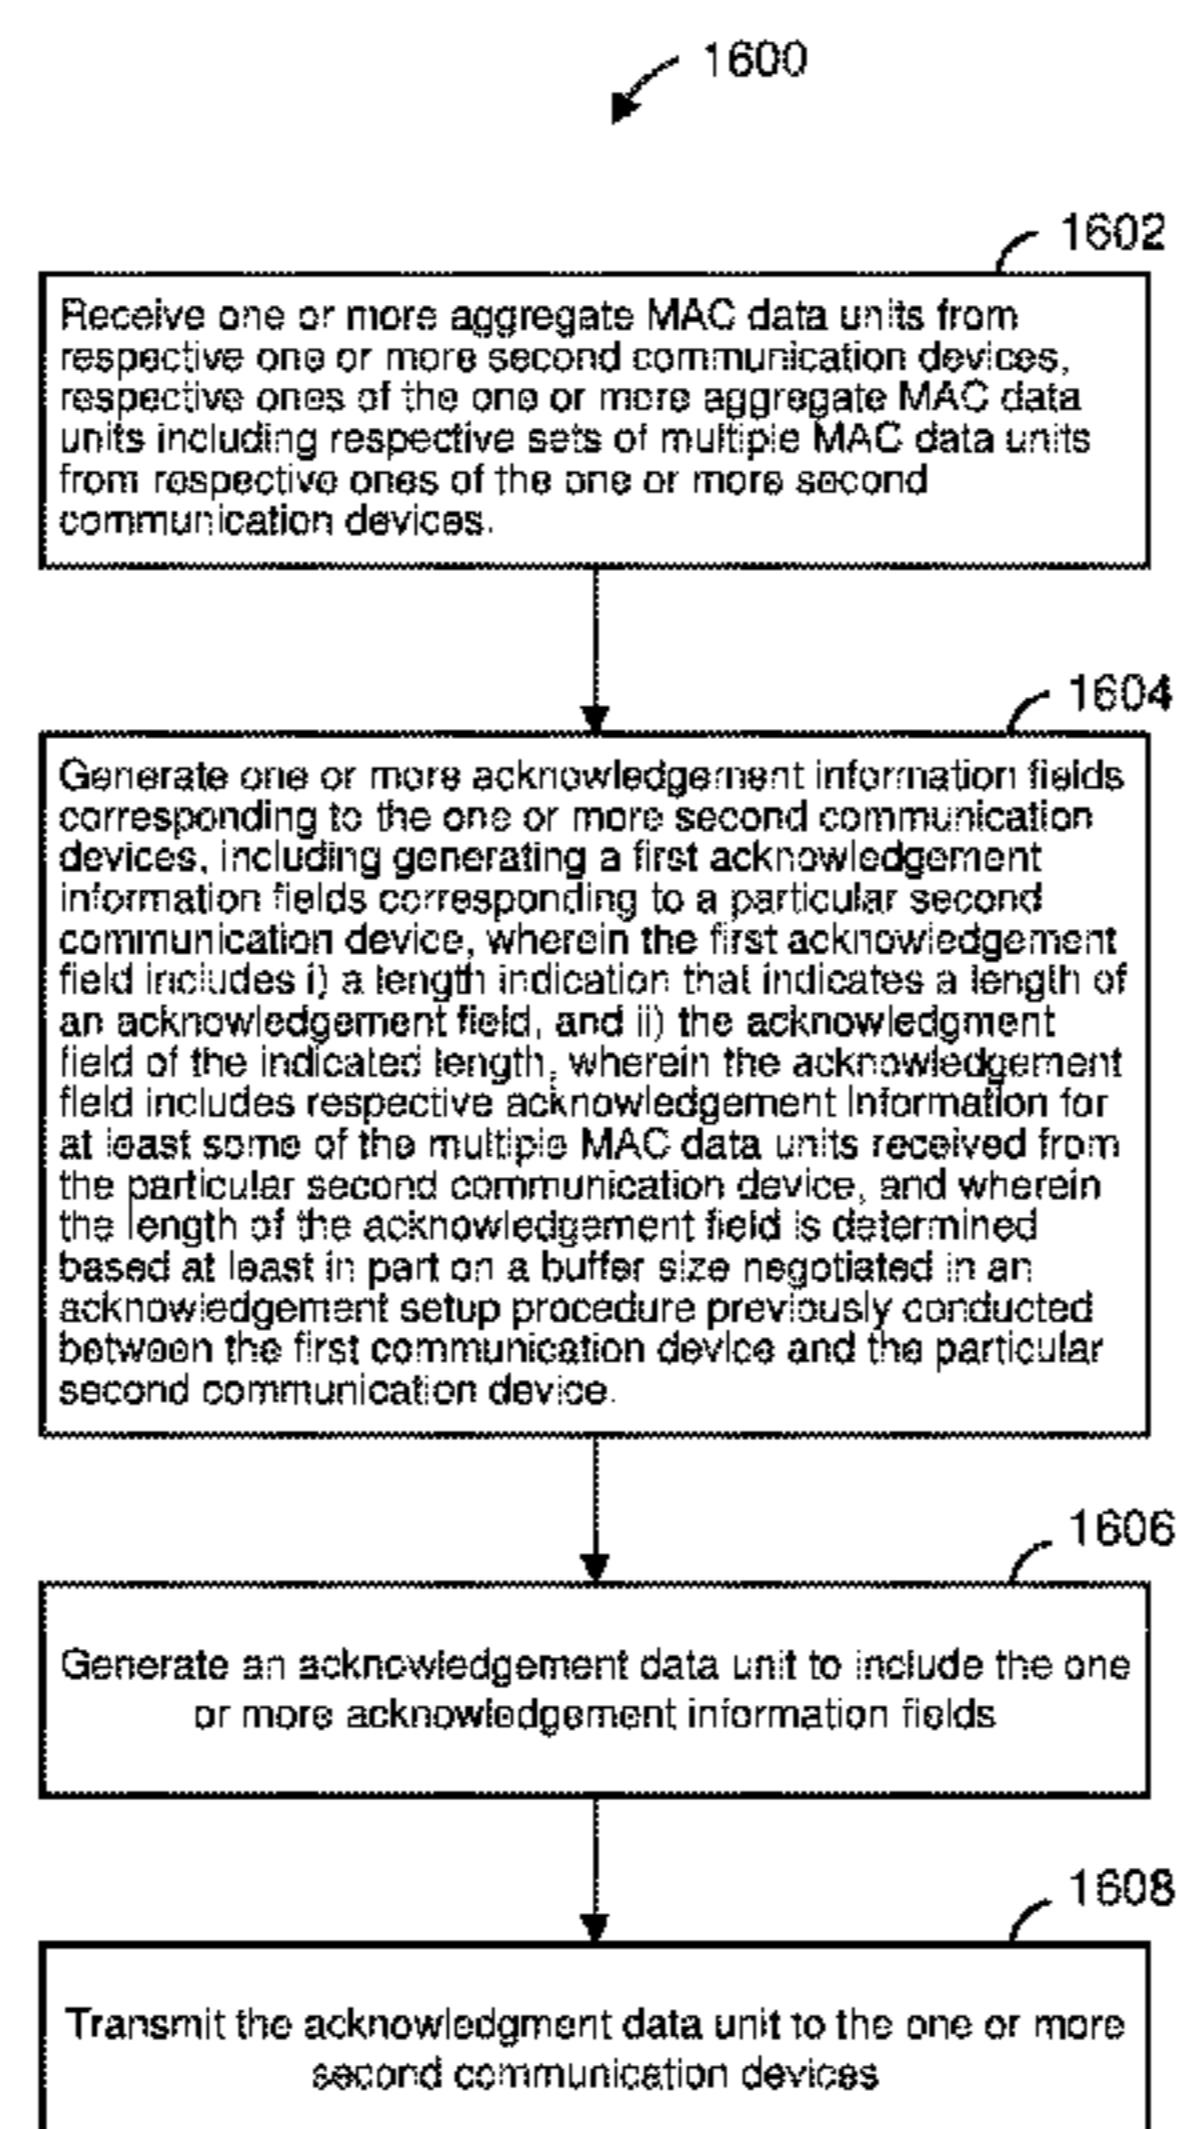 1600
1602
Receive one or more aggregate MAC data units from
respective one or more second communication devices,
respective ones of the one or more aggregate MAC data
units including respective sets of multiple MAC data units
from respective ones of the one or more second
communication devices.
1604
Generate one or more acknowledgement information fields
corresponding to the one or more second communication
devices, including generating a first acknowledgement
information fields corresponding to a particular second
communication device, wherein the first acknowledgement
field includes i) a length indication that indicates a length of
an acknowledgement field, and ii) the acknowledgment
field of the indicated length, wherein the acknowledgement
field includes respective acknowledgement information for
at least some of the multiple MAC data units received from
the particular second communication device, and wherein
the length of the acknowledgement field is determined
based at least in part on a buffer size negotiated in an
acknowledgement setup procedure previously conducted
between the first communication device and the particular
second communication device.
1606
Generate an acknowledgement data unit to include the one
or more acknowledgement information fields
1608
Transmit the acknowledgment data unit to the one or more
second communication devices